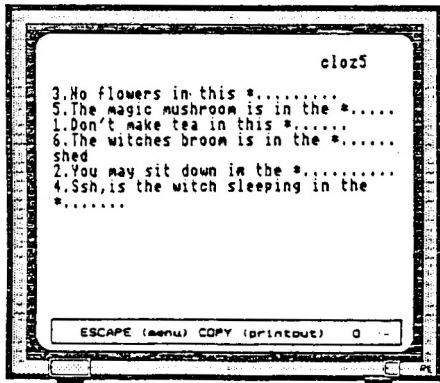 cloz5
3.No flowers in this *.........
5.The magic mushroom is in the *.....
1.Don't make tea in this *......
6.The witches broom is in the *......
shed
2.You may sit down in the *..........
4.Ssh,is the witch sleeping in the
*.......
ESCAPE (menu) COPY (printout) 0 -
PE